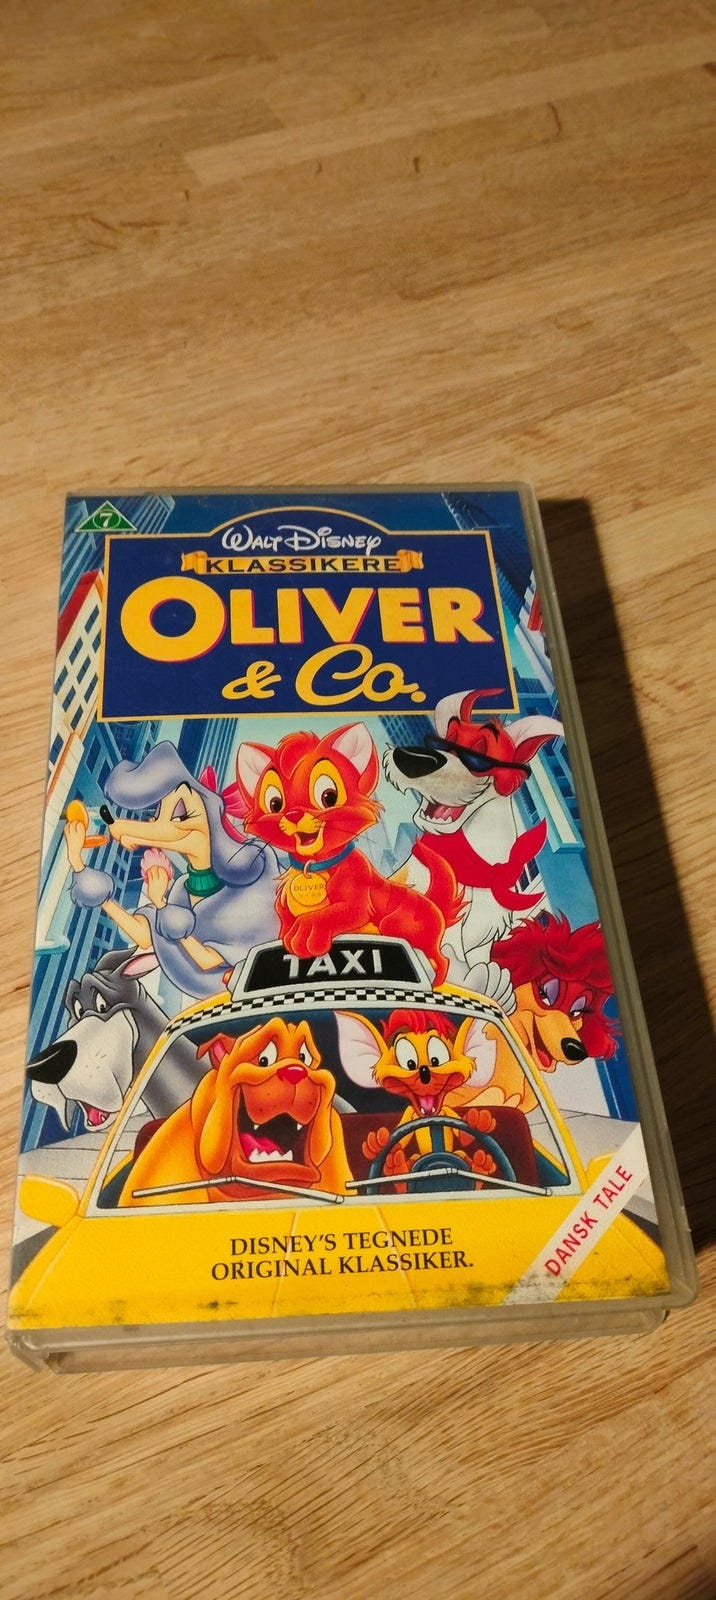 7
WALT DISNEY
KLASSIKERE
OLIVER
& Co.
OLIVER
TAXI
DISNEY'S TEGNEDE
ORIGINAL KLASSIKER.
DANSK TALE